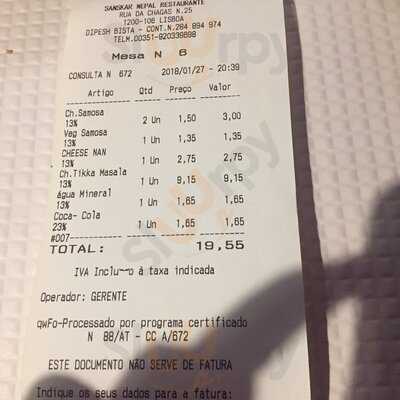 SANSKAR NEPAL RESTAURANTE
RUA DA CHAGAS N.25
1200-106 LISBOA
DIPESH BISTA - CONT.N.284 894 974
TELM.00351-920339898
Mesa N 6
CONSULTA N 672 2018/01/27 - 20:39
Artigo Qtd Preço Valor
Ch.Samosa
13% 2 Un 1,50 3,00
Veg Samosa
13% 1 Un 1,35 1,35
CHEESE NAN
13% 1 Un 2,75 2,75
Ch.Tikka Masala
13% 1 Un 9,15 9,15
água Mineral
13% 1 Un 1,65 1,65
Coca- Cola
23% 1 Un 1,65 1,65
#007
TOTAL: 19,55
IVA à taxa indicada
Operador: GERENTE
qwFo-Processado por programa certificado
N 88/AT - CC A/672
ESTE DOCUMENTO NÃO SERVE DE FATURA
Indique os seus dados para a fatura: